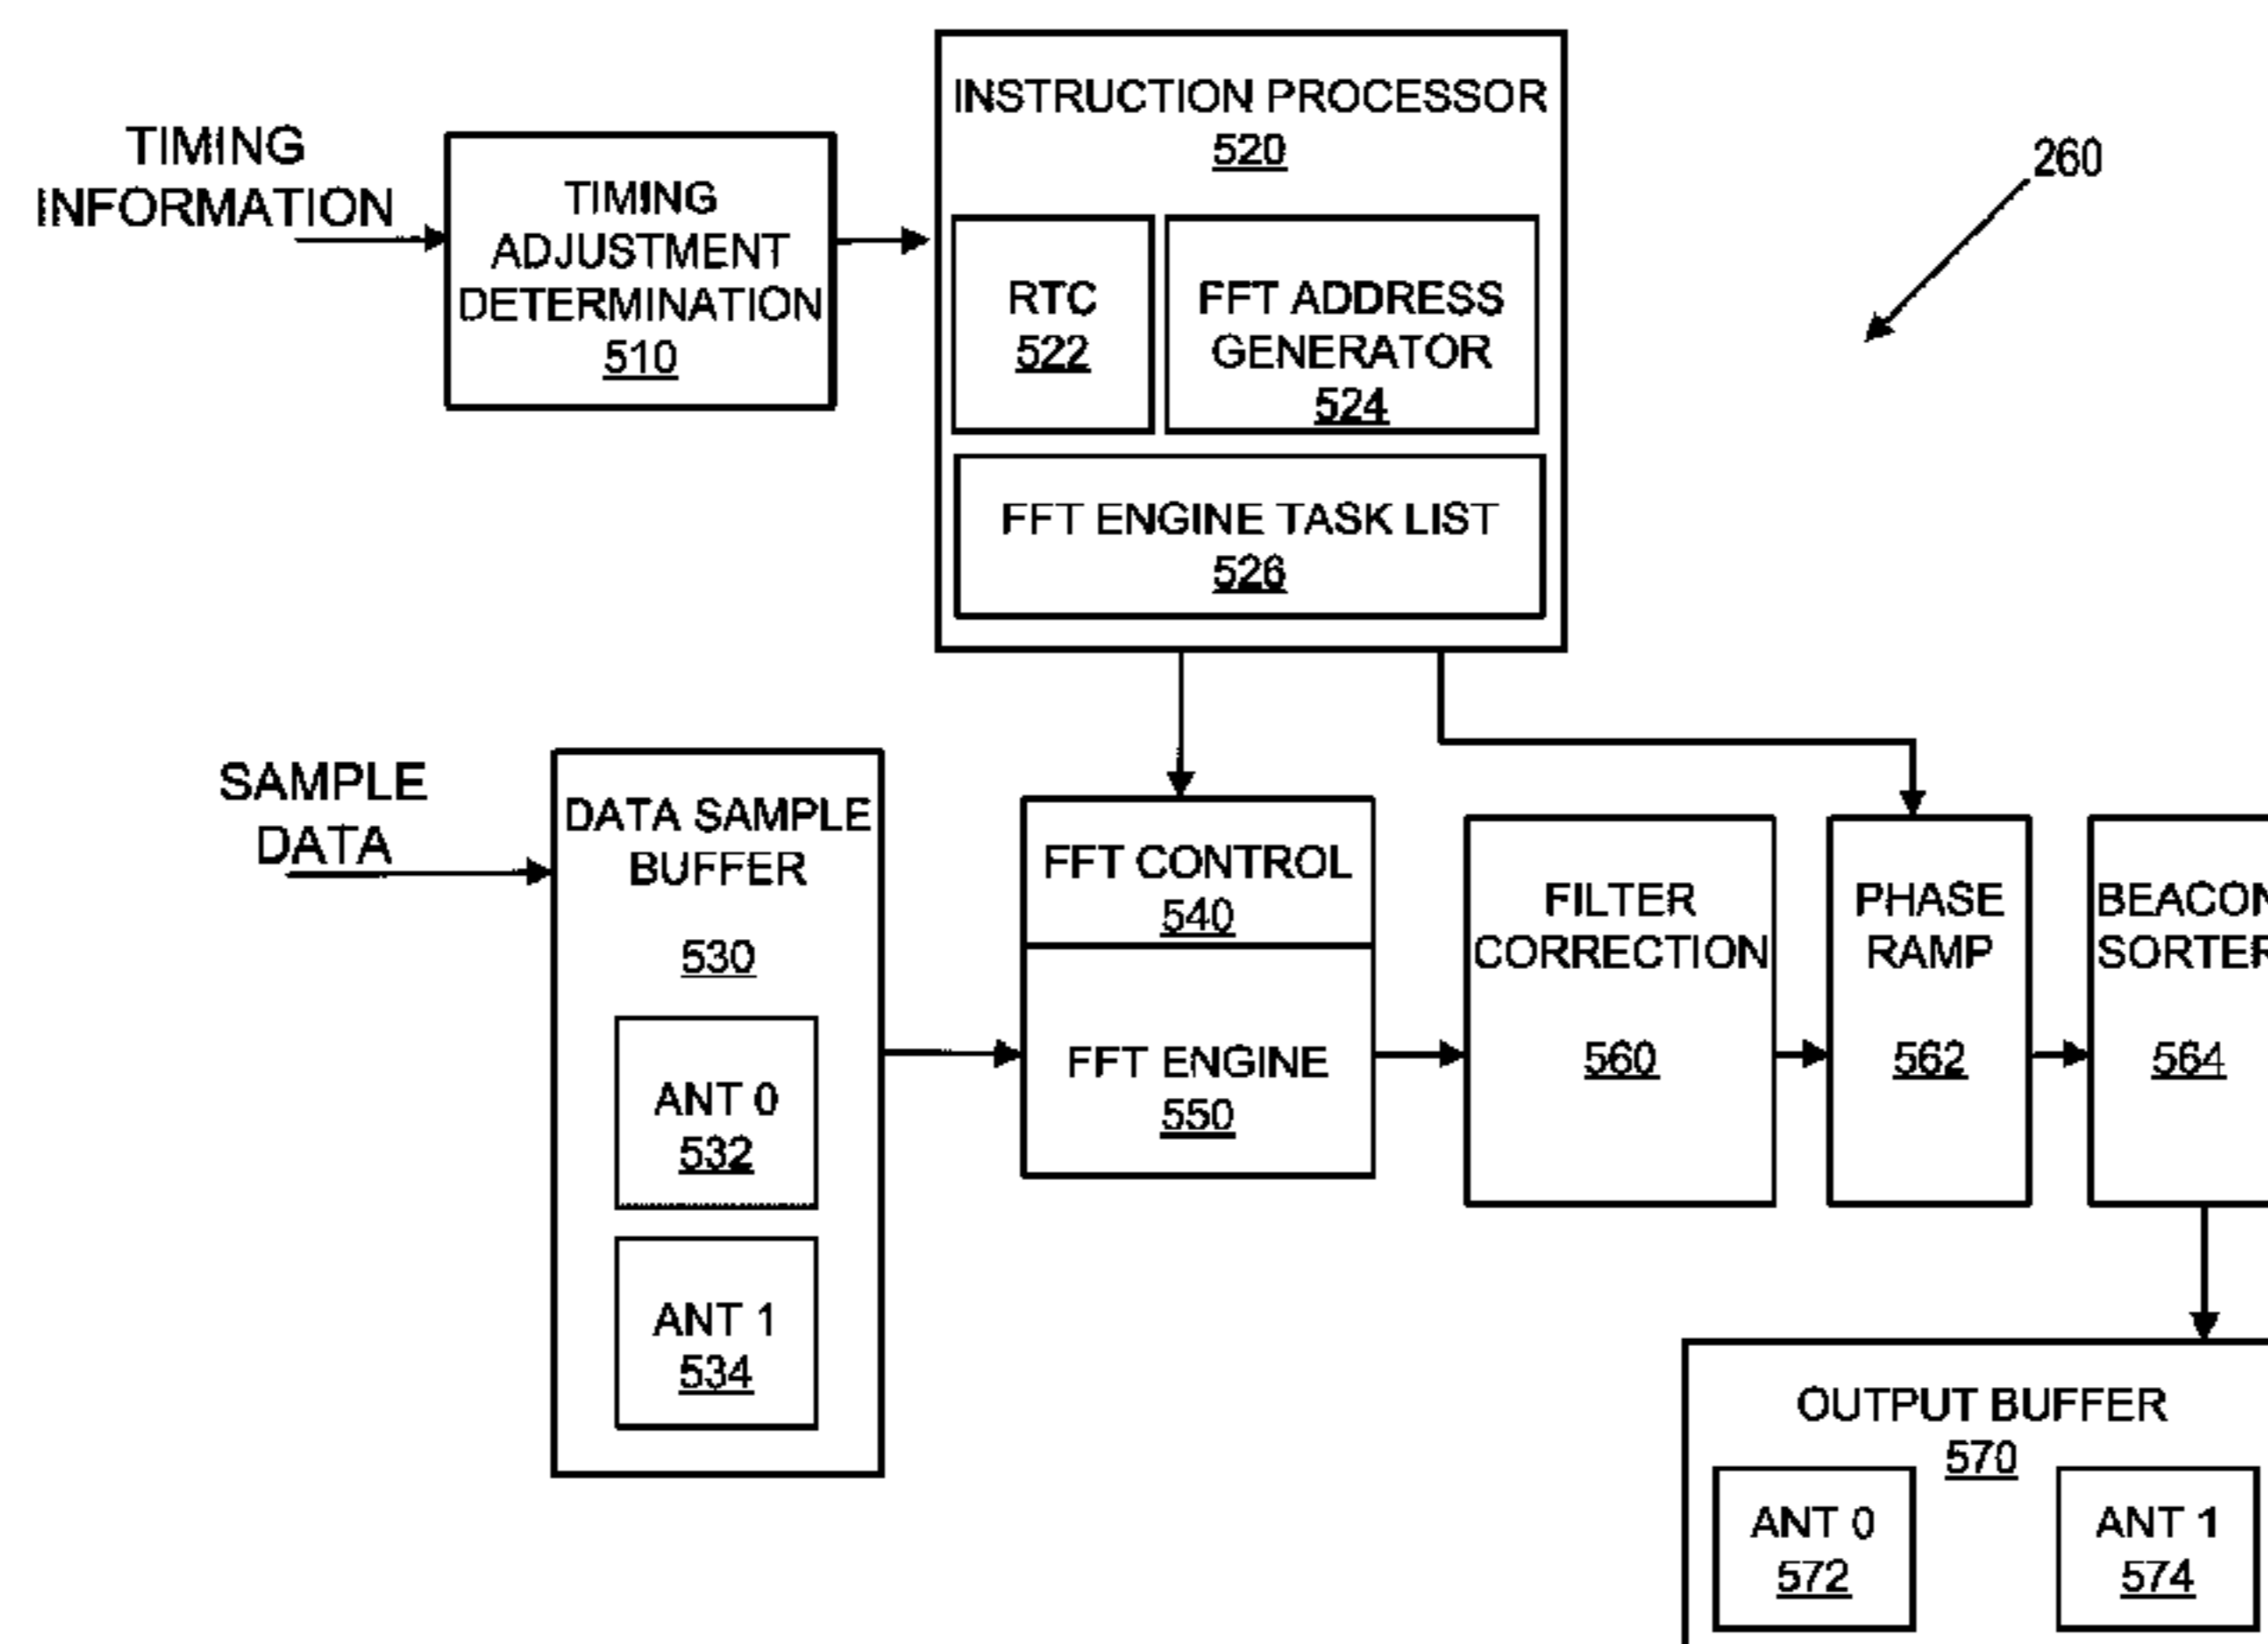 TIMING
INFORMATION
TIMING
ADJUSTMENT
DETERMINATION
510
INSTRUCTION PROCESSOR
520
RTC
522
FFT ADDRESS
GENERATOR
524
FFT ENGINE TASK LIST
526
260
SAMPLE
DATA
DATA SAMPLE
BUFFER
530
ANT 0
532
ANT 1
534
FFT CONTROL
540
FFT ENGINE
550
FILTER
CORRECTION
560
PHASE
RAMP
562
BEACON
SORTER
564
OUTPUT BUFFER
570
ANT 0
572
ANT 1
574